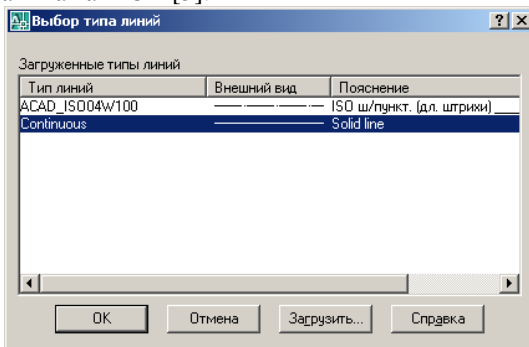 Выбор типа линий
Загруженные типы линий
Тип линий Внешний вид Пояснение
ACAD_ISO04W100 ISO ш/пункт. (дл. штрихи) ___
Continuous Solid line
OK Отмена Загрузить... Справка